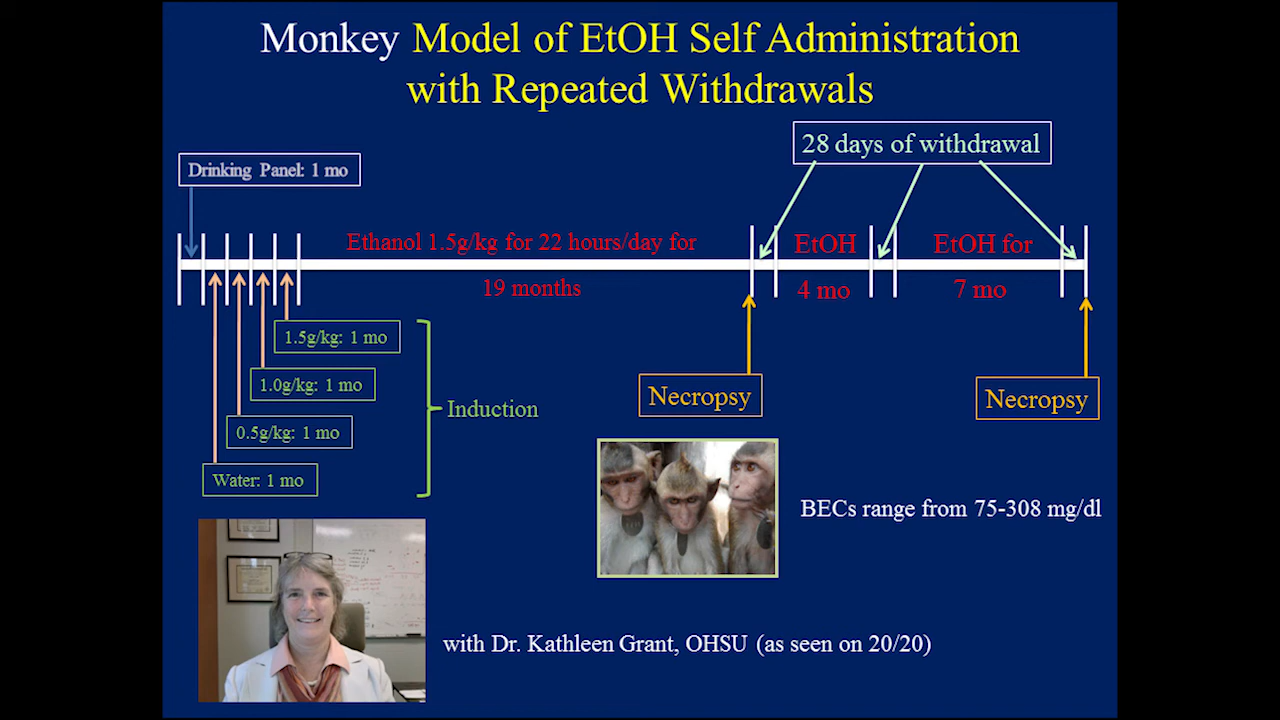 Monkey Model of EtOH Self Administration
with Repeated Withdrawals
28 days of withdrawal
Drinking Panel: 1 mo
Ethanol 1.5g/kg for 22 hours/day for
19 months
EtOH
4 mo
EtOH for
7 mo
1.5g/kg: 1 mo
1.0g/kg: 1 mo
0.5g/kg: 1 mo
Water: 1 mo
Induction
Necropsy
Necropsy
BECs range from 75-308 mg/dl
with Dr. Kathleen Grant, OHSU (as seen on 20/20)